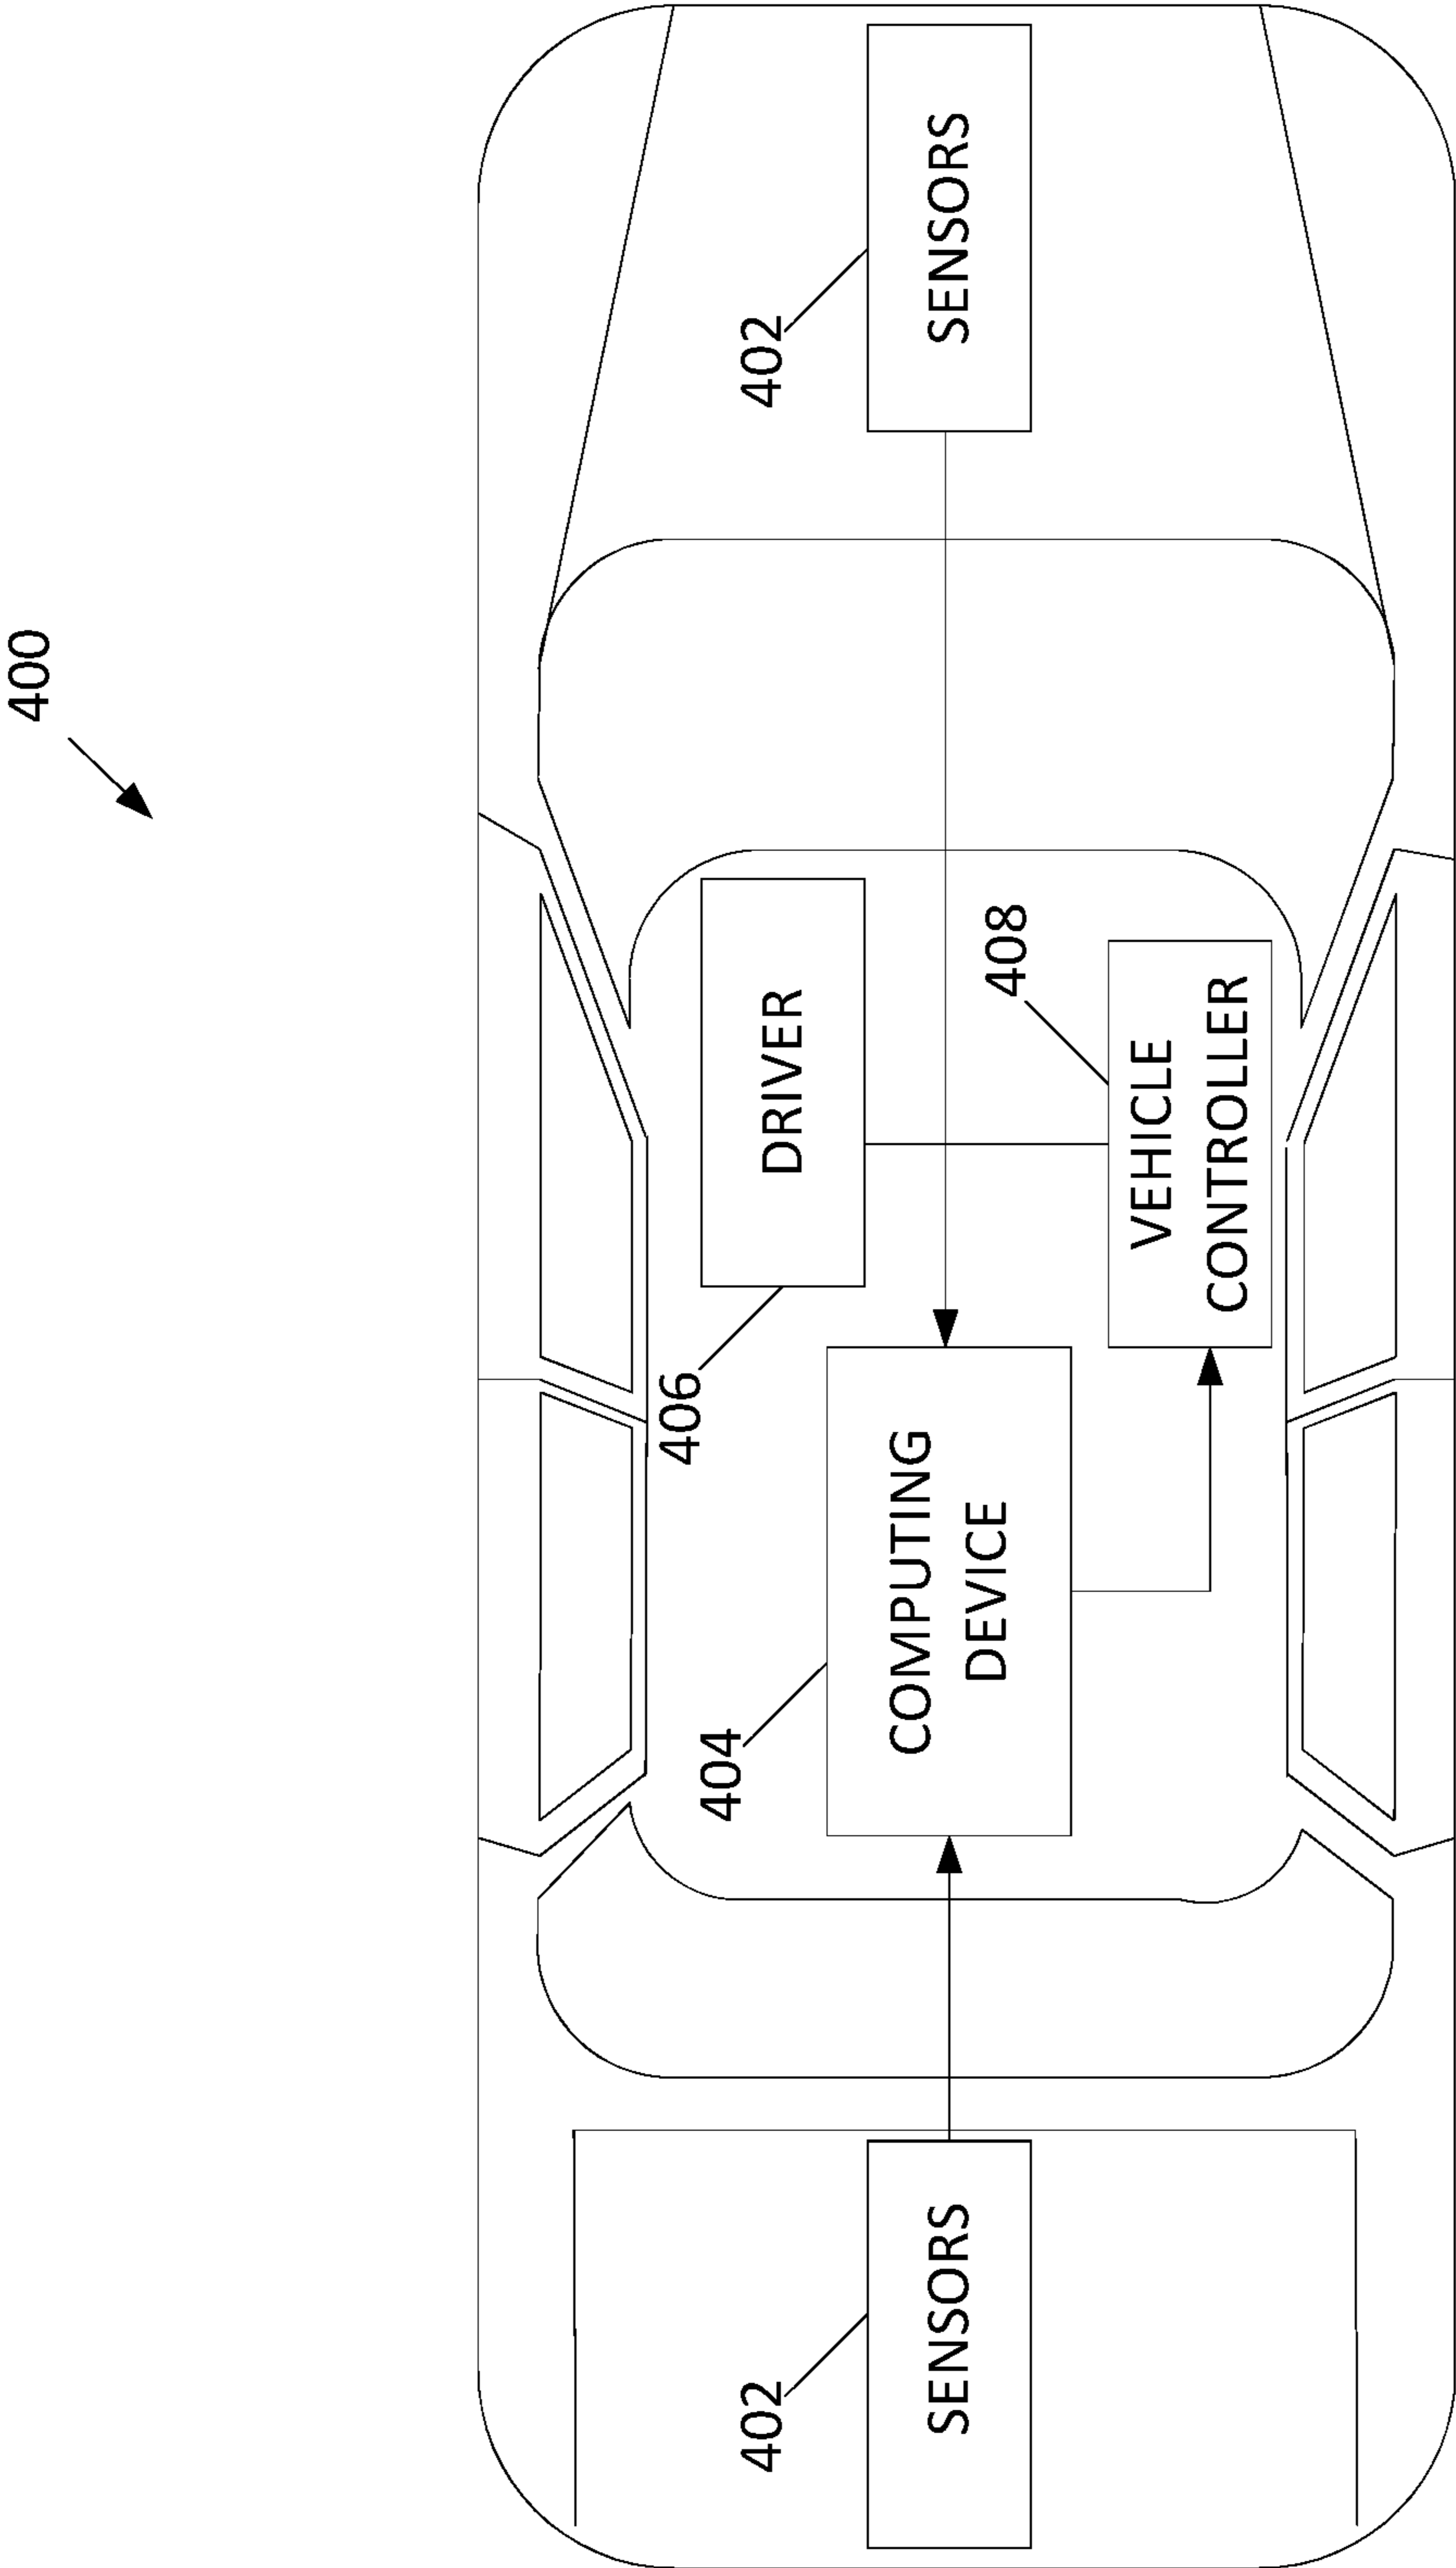 400
402
SENSORS
404
COMPUTING
DEVICE
406
DRIVER
408
VEHICLE
CONTROLLER
402
SENSORS